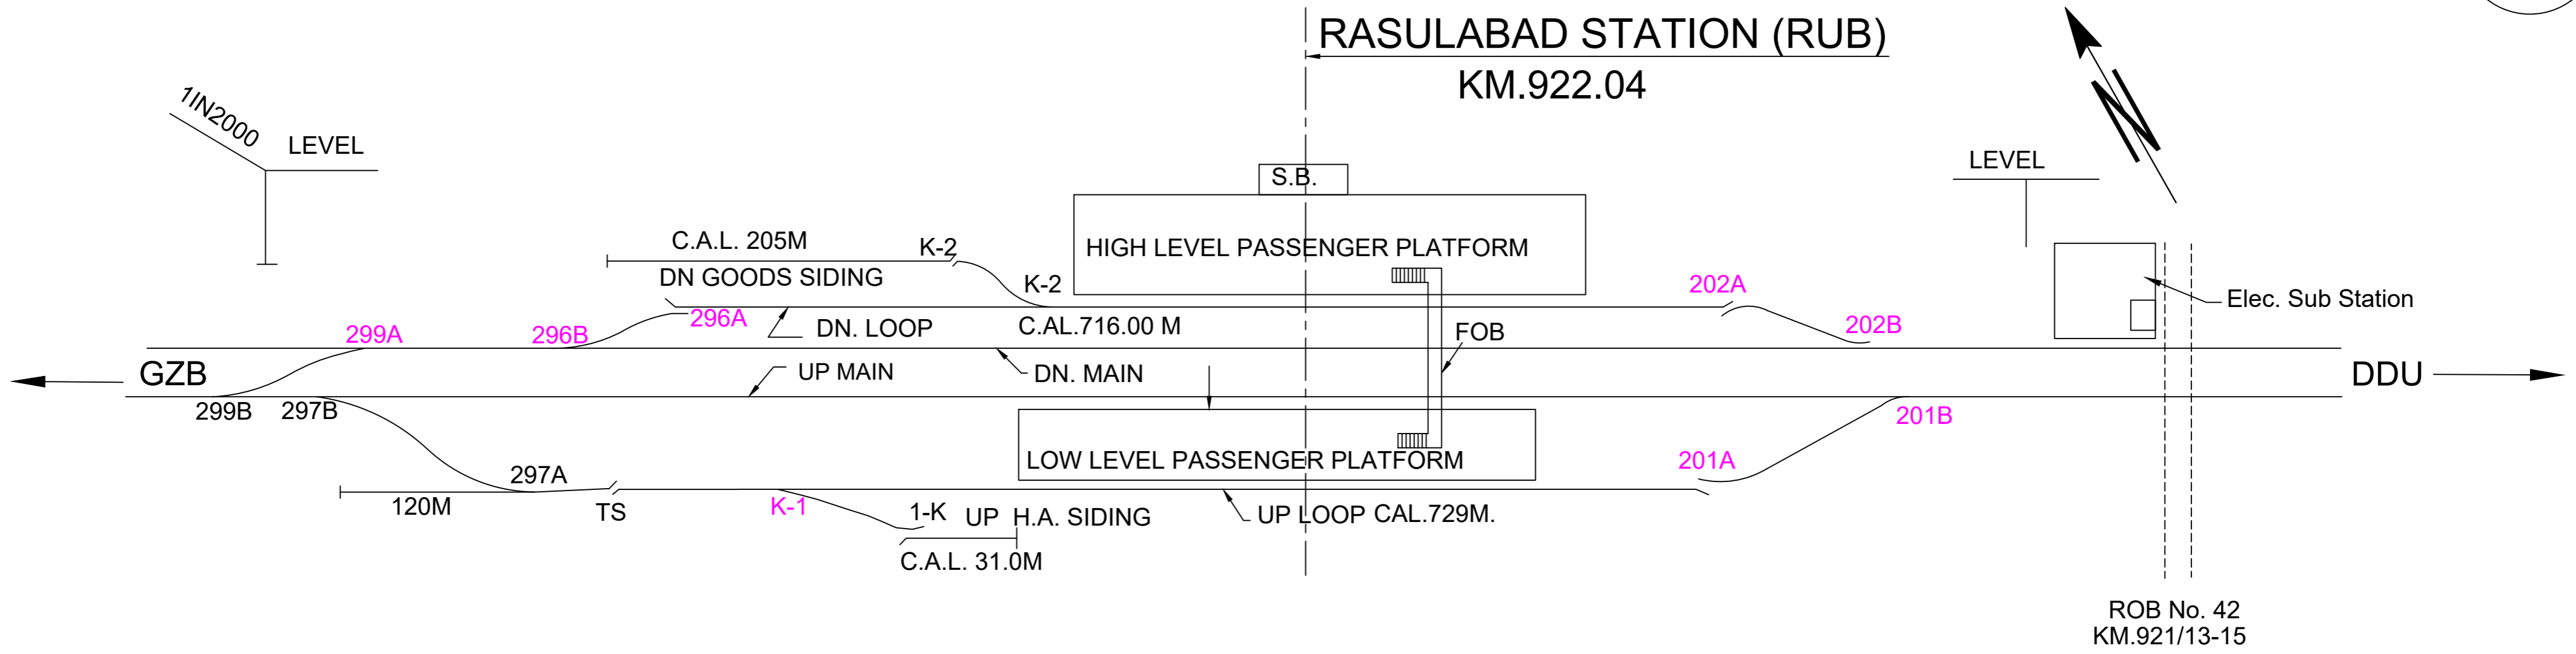 RASULABAD STATION (RUB)
KM.922.04
1IN2000
LEVEL
LEVEL
S.B.
C.A.L. 205M
K-2
HIGH LEVEL PASSENGER PLATFORM
DN GOODS SIDING
K-2
202A
Elec. Sub Station
296A
299A
296B
DN. LOOP
C.AL.716.00 M
FOB
202B
GZB
UP MAIN
DN. MAIN
DDU
299B
297B
201B
LOW LEVEL PASSENGER PLATFORM
201A
297A
120M
TS
K-1
1-K
UP H.A. SIDING
UP LOOP CAL.729M.
C.A.L. 31.0M
ROB No. 42
KM.921/13-15
N